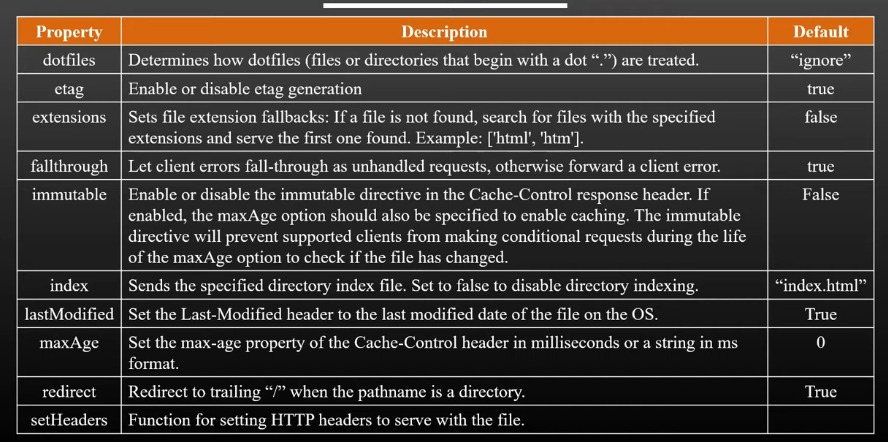 Property Description Default
dotfiles Determines how dotfiles (files or directories that begin with a dot “.”) are treated. “ignore”
etag Enable or disable etag generation true
extensions Sets file extension fallbacks: If a file is not found, search for files with the specified false
extensions and serve the first one found. Example: ['html', 'htm'].
fallthrough Let client errors fall-through as unhandled requests, otherwise forward a client error. true
immutable Enable or disable the immutable directive in the Cache-Control response header. If False
enabled, the maxAge option should also be specified to enable caching. The immutable
directive will prevent supported clients from making conditional requests during the life
of the maxAge option to check if the file has changed.
index Sends the specified directory index file. Set to false to disable directory indexing. “index.html”
lastModified Set the Last-Modified header to the last modified date of the file on the OS. True
maxAge Set the max-age property of the Cache-Control header in milliseconds or a string in ms 0
format.
redirect Redirect to trailing “/” when the pathname is a directory. True
setHeaders Function for setting HTTP headers to serve with the file.